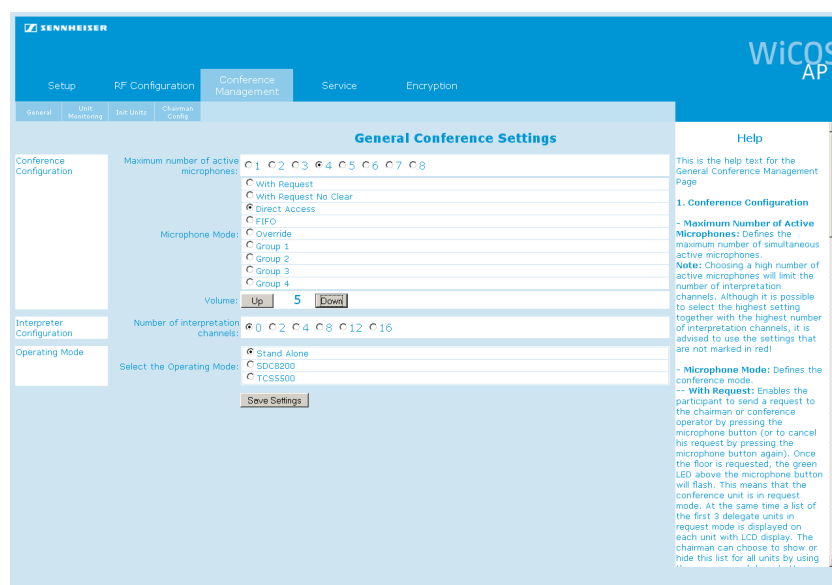 SENNHEISER
WiCOS
AP
Setup
RF Configuration
Conference
Management
Service
Encryption
General
Unit
Monitoring
Init Units
Chairman
Config
General Conference Settings
Conference
Configuration
Maximum number of active
microphones:
1 2 3 4 5 6 7 8
Microphone Mode:
With Request
With Request No Clear
Direct Access
FIFO
Override
Group 1
Group 2
Group 3
Group 4
Volume:
Up 5 Down
Interpreter
Configuration
Number of interpretation
channels:
0 2 4 8 12 16
Operating Mode
Select the Operating Mode:
Stand Alone
SDC8200
TCS5500
Save Settings
Help
This is the help text for the
General Conference Management
Page
1. Conference Configuration
- Maximum Number of Active
Microphones: Defines the
maximum number of simultaneous
active microphones.
Note: Choosing a high number of
active microphones will limit the
number of interpretation
channels. Although it is possible
to select the highest setting
together with the highest number
of interpretation channels, it is
advised to use the settings that
are not marked in red!
- Microphone Mode: Defines the
conference mode.
-- With Request: Enables the
participant to send a request to
the chairman or conference
operator by pressing the
microphone button (or to cancel
his request by pressing the
microphone button again). Once
the floor is requested, the green
LED above the microphone button
will flash. This means that the
conference unit is in request
mode. At the same time a list of
the first 3 delegate units in
request mode is displayed on
each unit with LCD display. The
chairman can choose to show or
hide this list for all units by using